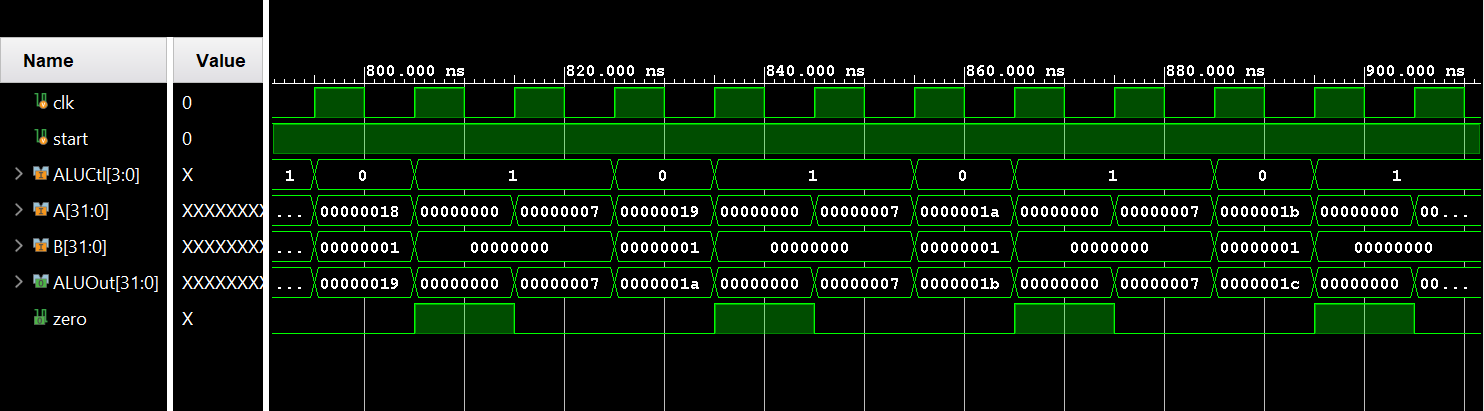 Name Value
800.000 ns 820.000 ns 840.000 ns 860.000 ns 880.000 ns 900.000 ns
clk 0
start 0
ALUCtl[3:0] X 1 0 1 0 1 0 1 0 1
A[31:0] XXXXXXXX ... 00000018 00000000 00000007 00000019 00000000 00000007 0000001a 00000000 00000007 0000001b 00000000 00...
B[31:0] XXXXXXXX ... 00000001 00000000 00000001 00000000 00000001 00000000 00000001 00000000
ALUOut[31:0] XXXXXXXX ... 00000019 00000000 00000007 0000001a 00000000 00000007 0000001b 00000000 00000007 0000001c 00000000 00...
zero X